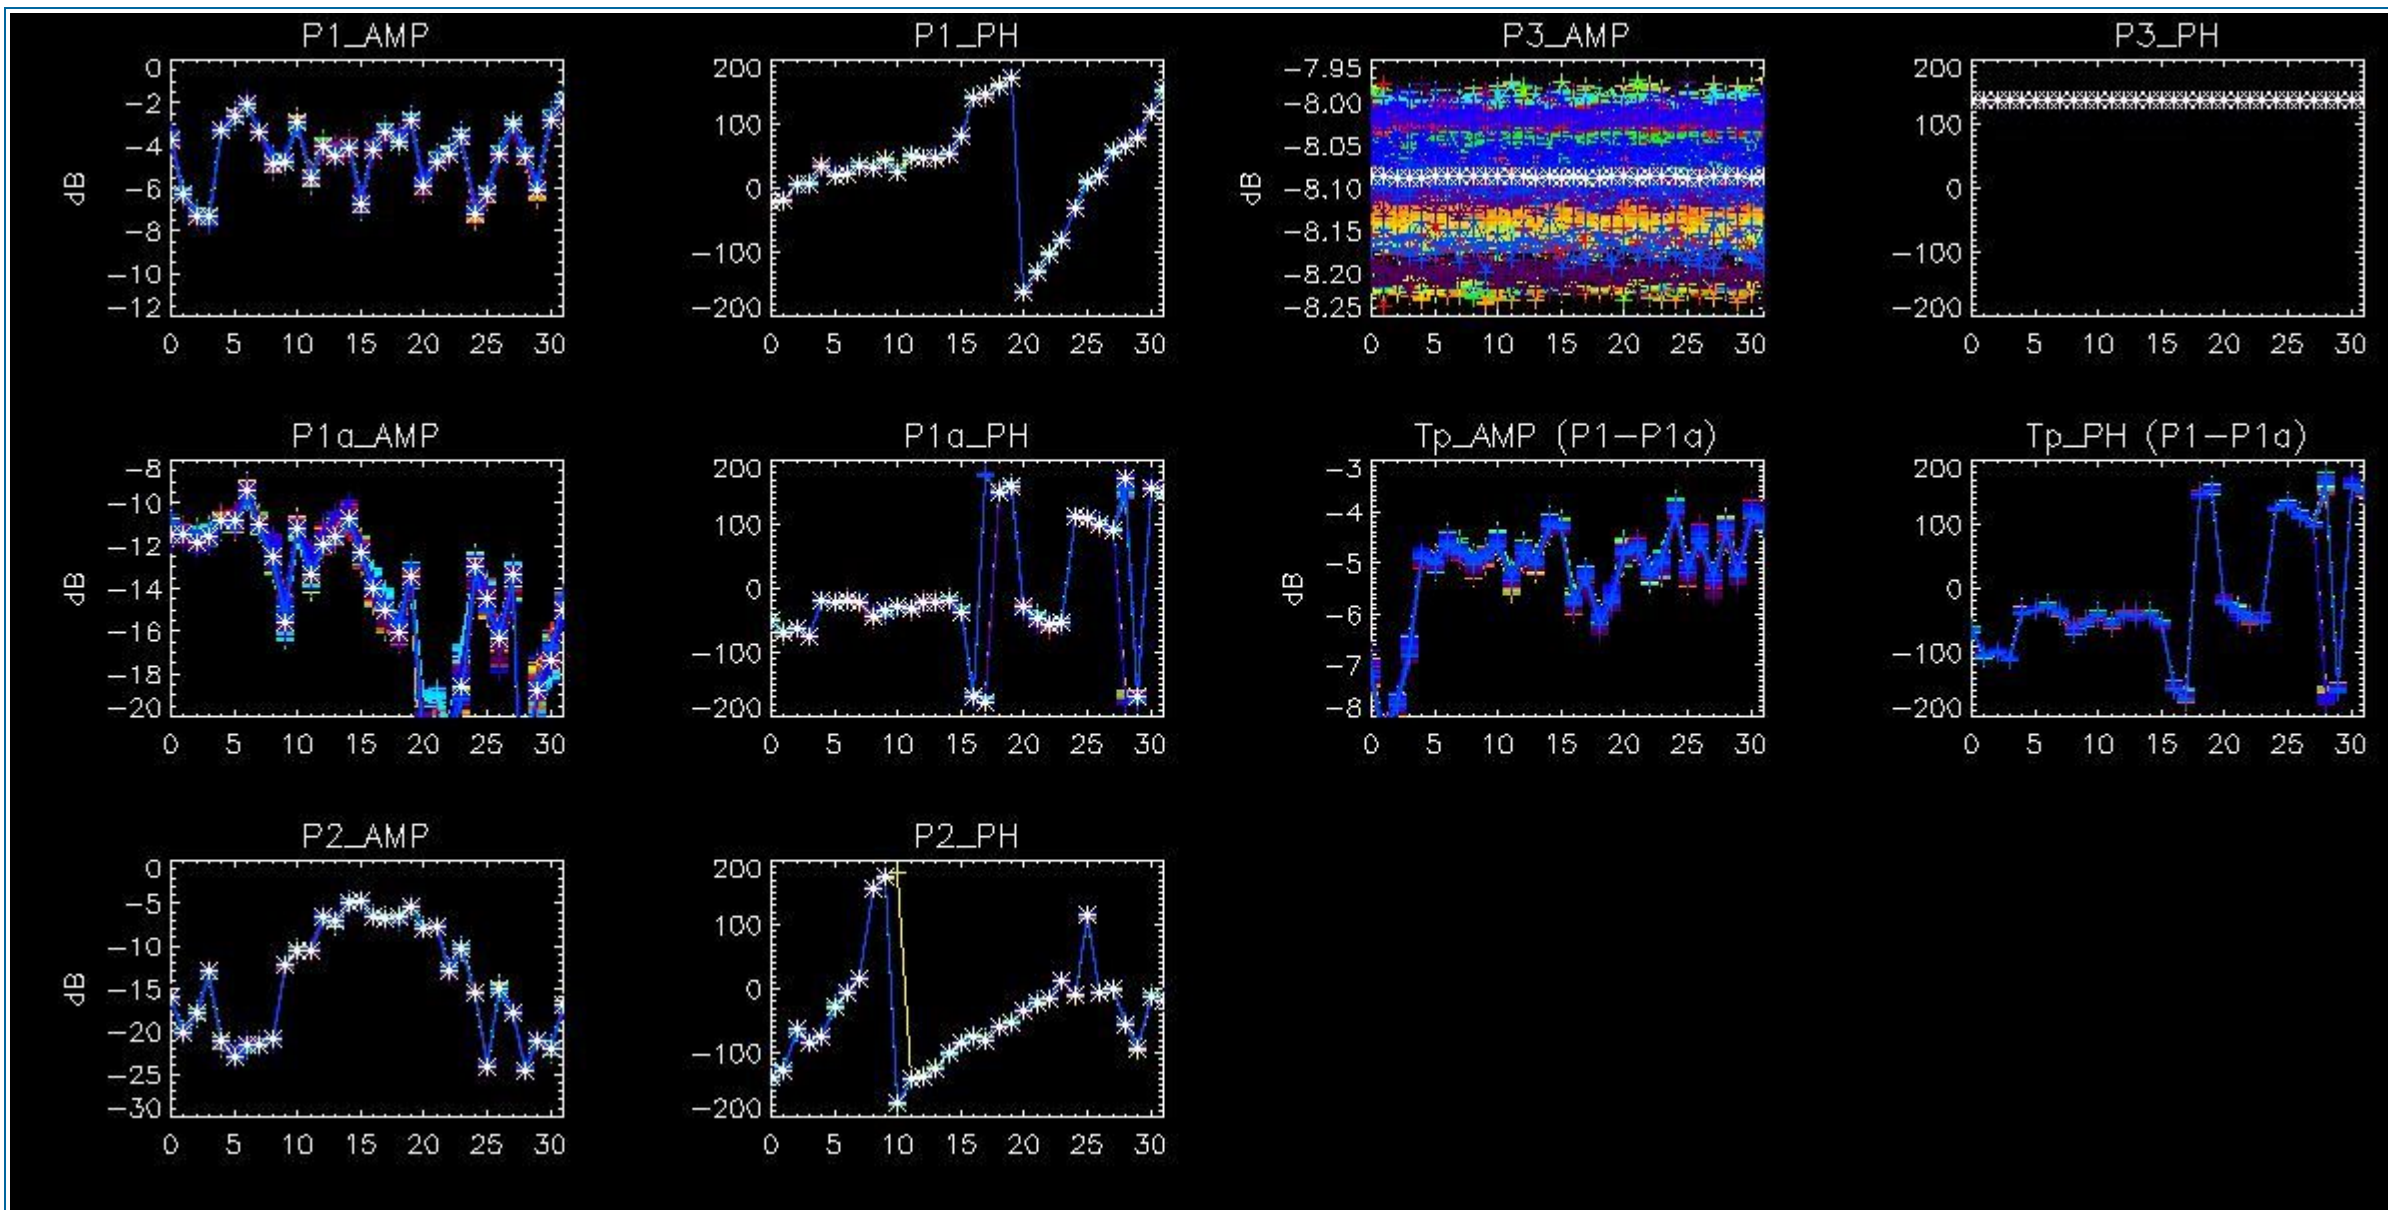 P1_AMP P1_PH P3_AMP P3_PH
0 200 −7.95 200
−2 −8.00
−4 100 −8.05 100
dB −6 0 dB −8.10 0
−8 −8.15
−10 −100 −8.20 −100
−12 −200 −8.25 −200
0 5 10 15 20 25 30 0 5 10 15 20 25 30 0 5 10 15 20 25 30 0 5 10 15 20 25 30
P1a_AMP P1a_PH Tp_AMP (P1−P1a) Tp_PH (P1−P1a)
−8 200 −3 200
−10 −4
−12 100 100
dB −14 0 dB −5 0
−16 −6
−18 −100 −7 −100
−20 −200 −8 −200
0 5 10 15 20 25 30 0 5 10 15 20 25 30 0 5 10 15 20 25 30 0 5 10 15 20 25 30
P2_AMP P2_PH
0 200
−5
−10 100
dB −15 0
−20
−25 −100
−30 −200
0 5 10 15 20 25 30 0 5 10 15 20 25 30